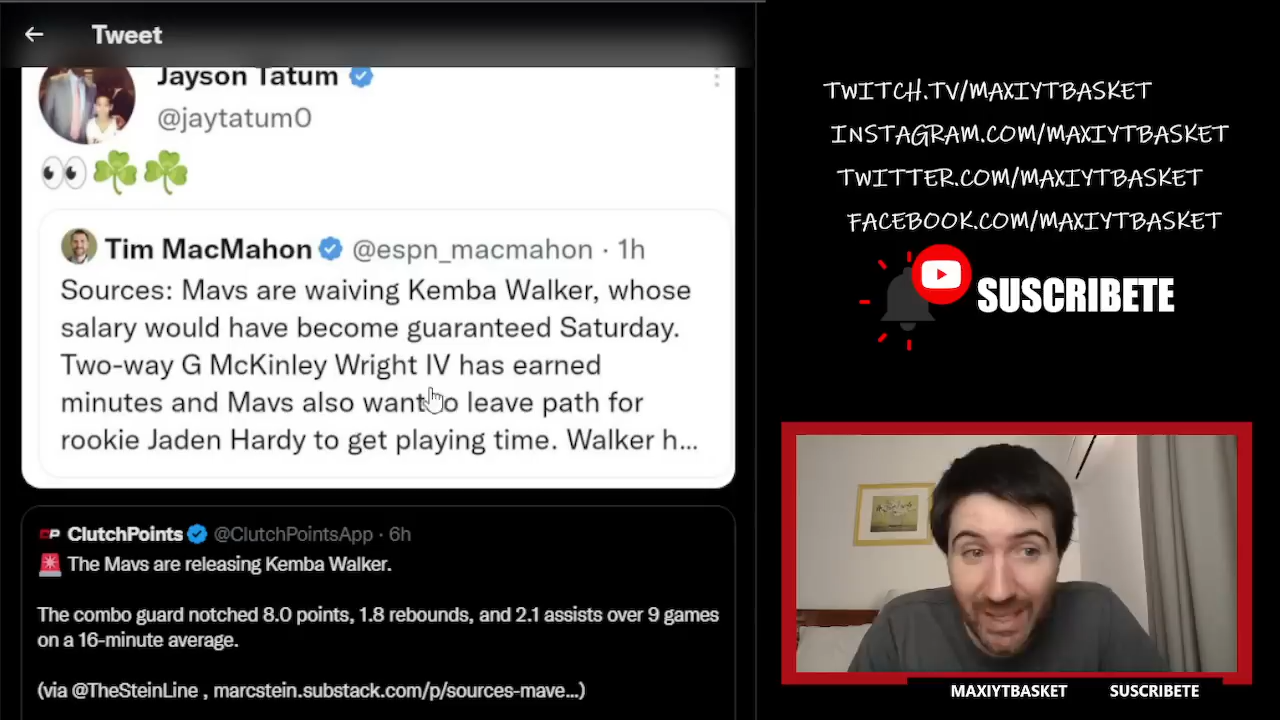 Tweet
Jayson Tatum
@jaytatum0
👀☘️☘️
Tim MacMahon @espn_macmahon · 1h
Sources: Mavs are waiving Kemba Walker, whose
salary would have become guaranteed Saturday.
Two-way G McKinley Wright IV has earned
minutes and Mavs also want to leave path for
rookie Jaden Hardy to get playing time. Walker h...
CP ClutchPoints @ClutchPointsApp · 6h
🚨 The Mavs are releasing Kemba Walker.
The combo guard notched 8.0 points, 1.8 rebounds, and 2.1 assists over 9 games
on a 16-minute average.
(via @TheSteinLine , marcstein.substack.com/p/sources-mave...)
TWITCH.TV/MAXIYTBASKET
INSTAGRAM.COM/MAXIYTBASKET
TWITTER.COM/MAXIYTBASKET
FACEBOOK.COM/MAXIYTBASKET
SUSCRIBETE
MAXIYTBASKET SUSCRIBETE